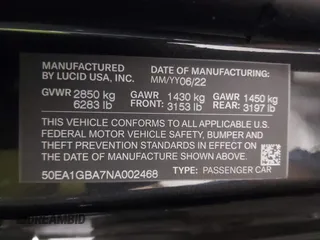 MANUFACTURED BY LUCID USA, INC.
DATE OF MANUFACTURING: MM/YY06/22
GVWR 2850 kg 6283 lb
GAWR FRONT: 1430 kg 3153 lb
GAWR REAR: 1450 kg 3197 lb
THIS VEHICLE CONFORMS TO ALL APPLICABLE U.S.
FEDERAL MOTOR VEHICLE SAFETY, BUMPER AND
THEFT PREVENTION STANDARDS IN EFFECT ON THE
DATE OF MANUFACTURE SHOWN ABOVE.
50EA1GBA7NA002468 TYPE: PASSENGER CAR
DREAMBID